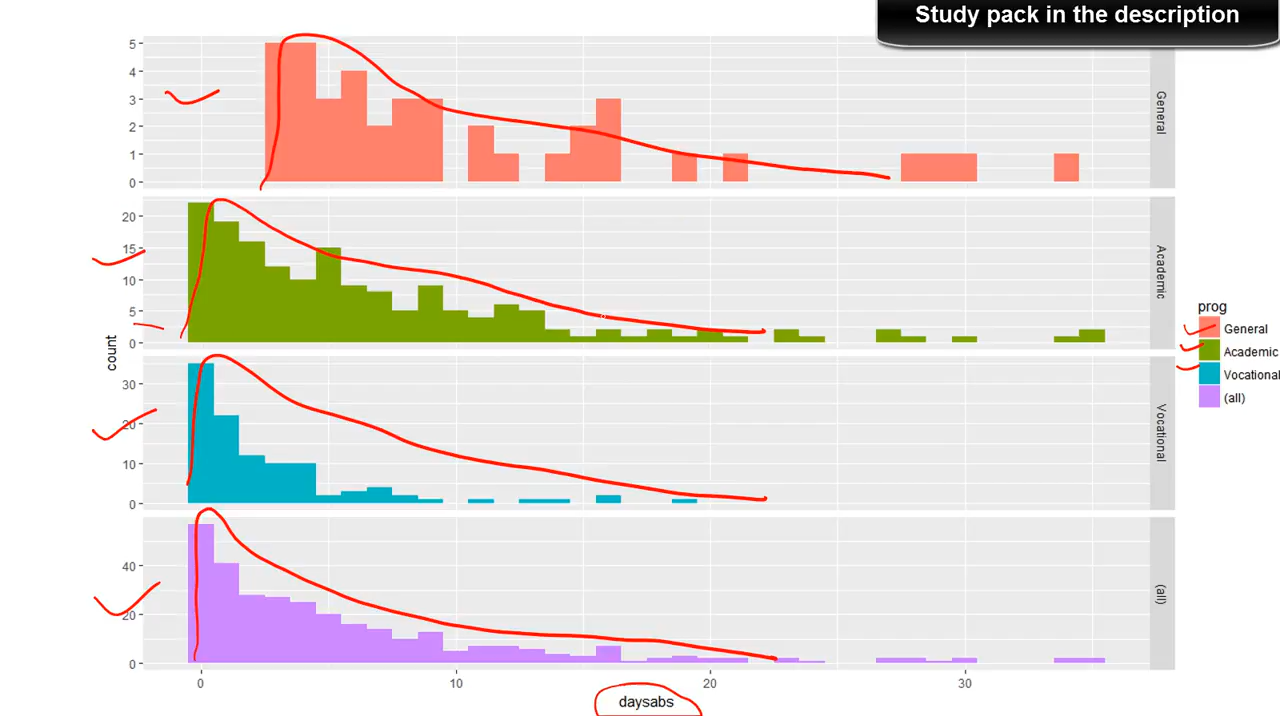 Study pack in the description
5
4
3
2
1
0
General
20
15
10
5
0
Academic
30
20
10
0
Vocational
40
20
0
(all)
count
0
10
20
30
daysabs
prog
General
Academic
Vocational
(all)